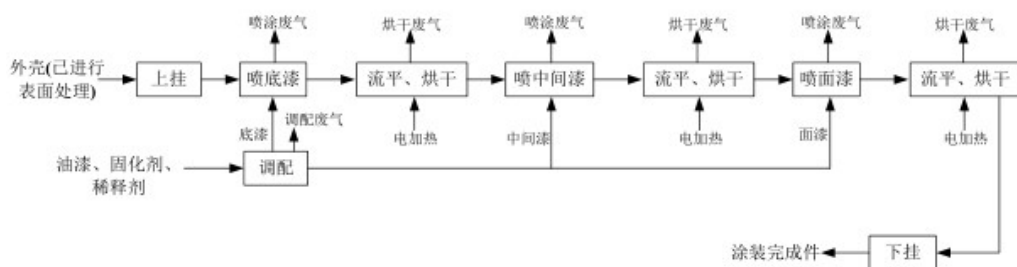 喷涂废气
烘干废气
喷涂废气
烘干废气
喷涂废气
烘干废气
外壳(已进行
表面处理)
上挂
喷底漆
流平、烘干
喷中间漆
流平、烘干
喷面漆
流平、烘干
底漆
调配废气
电加热
中间漆
电加热
面漆
电加热
油漆、固化剂、
稀释剂
调配
涂装完成件
下挂